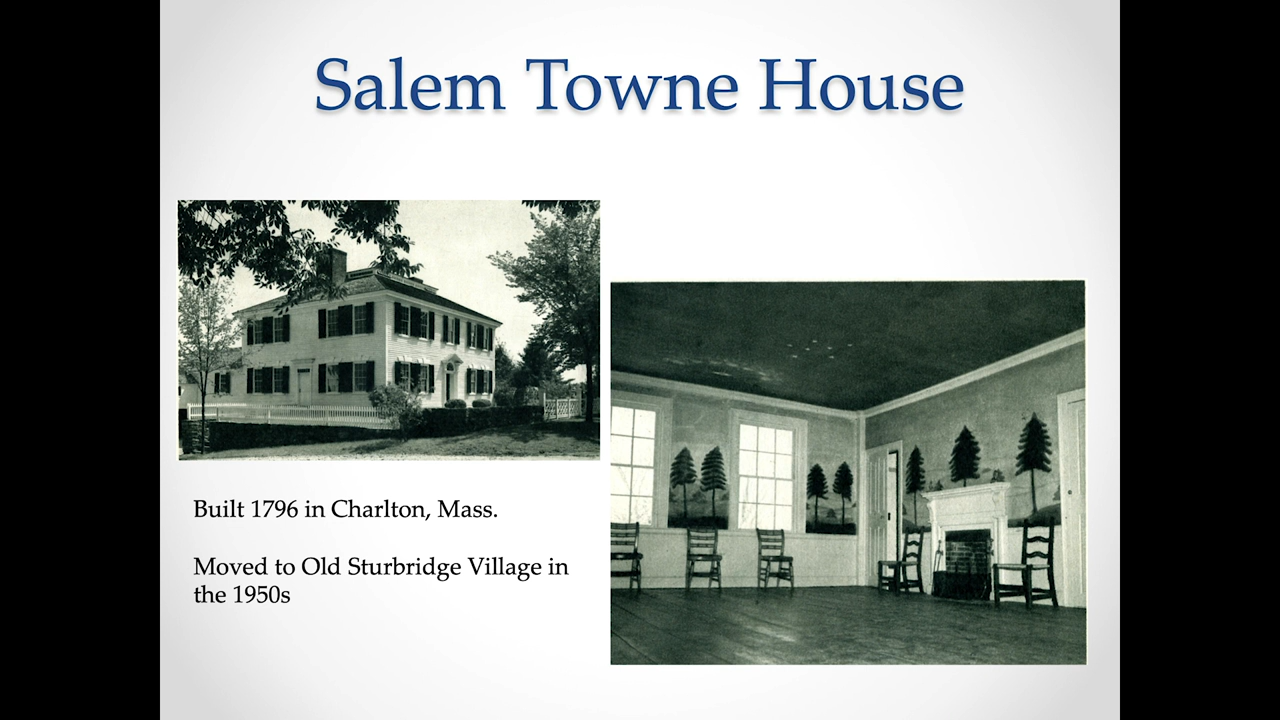 Salem Towne House
Built 1796 in Charlton, Mass.
Moved to Old Sturbridge Village in
the 1950s